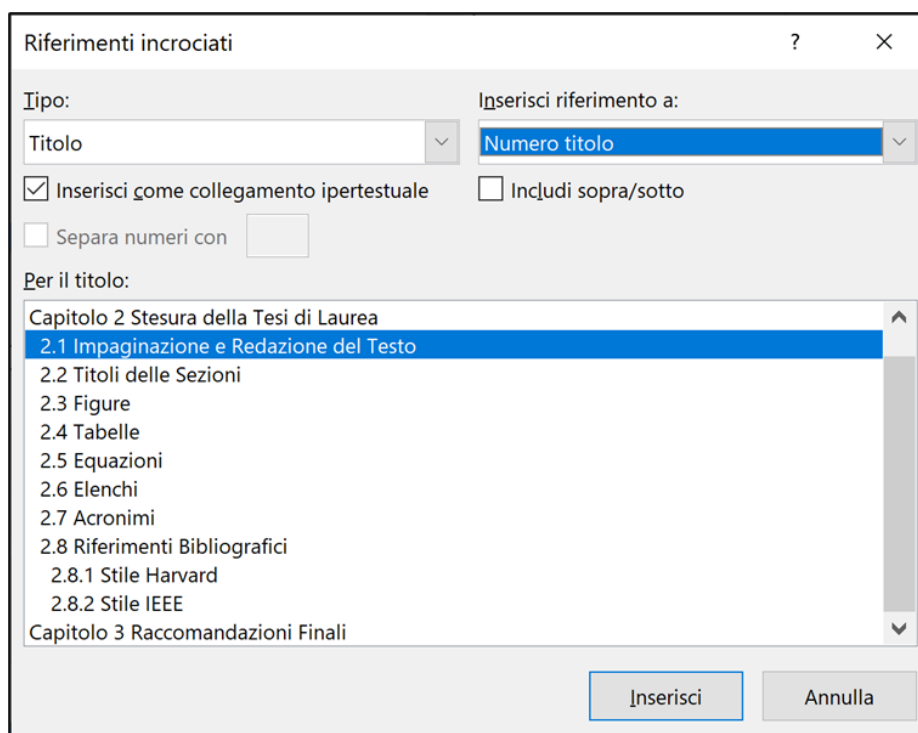 Riferimenti incrociati ? ×
Tipo:
Inserisci riferimento a:
Titolo
Numero titolo
Inserisci come collegamento ipertestuale
Includi sopra/sotto
Separa numeri con
Per il titolo:
Capitolo 2 Stesura della Tesi di Laurea
2.1 Impaginazione e Redazione del Testo
2.2 Titoli delle Sezioni
2.3 Figure
2.4 Tabelle
2.5 Equazioni
2.6 Elenchi
2.7 Acronimi
2.8 Riferimenti Bibliografici
2.8.1 Stile Harvard
2.8.2 Stile IEEE
Capitolo 3 Raccomandazioni Finali
Inserisci
Annulla